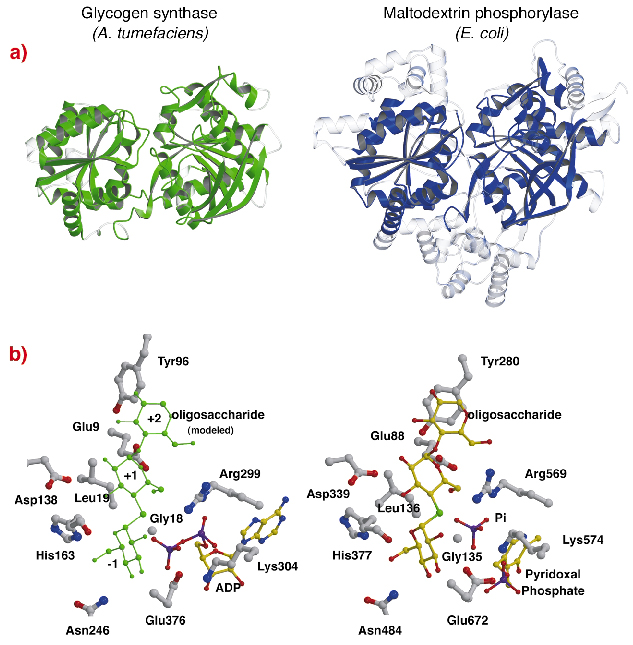 Glycogen synthase
(A. tumefaciens)
Maltodextrin phosphorylase
(E. coli)
a)
b)
Tyr96
+2
oligosaccharide
(modeled)
Glu9
+1
Leu19
Asp138
Arg299
Gly18
His163
-1
Lys304
ADP
Glu376
Asn246
Tyr280
oligosaccharide
Glu88
Asp339
Arg569
Leu136
Pi
His377
Gly135
Lys574
Pyridoxal
Phosphate
Glu672
Asn484